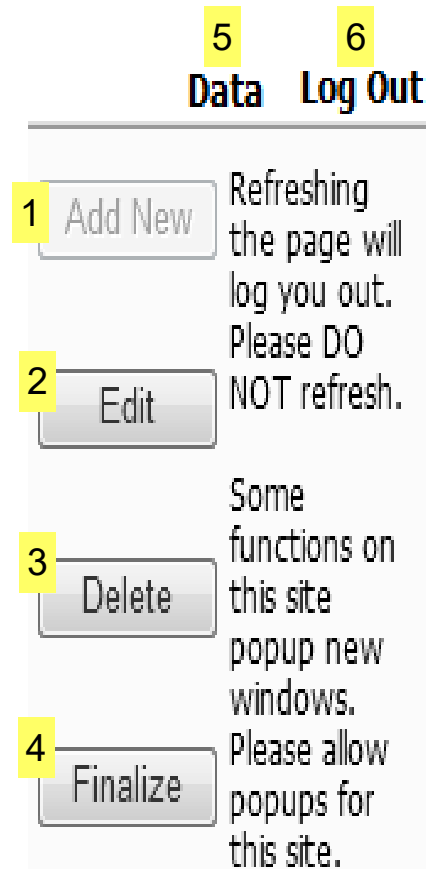 5 6
Data Log Out
1 Add New
Refreshing
the page will
log you out.
Please DO
NOT refresh.
2 Edit
Some
functions on
this site
popup new
windows.
Please allow
popups for
this site.
3 Delete
4 Finalize